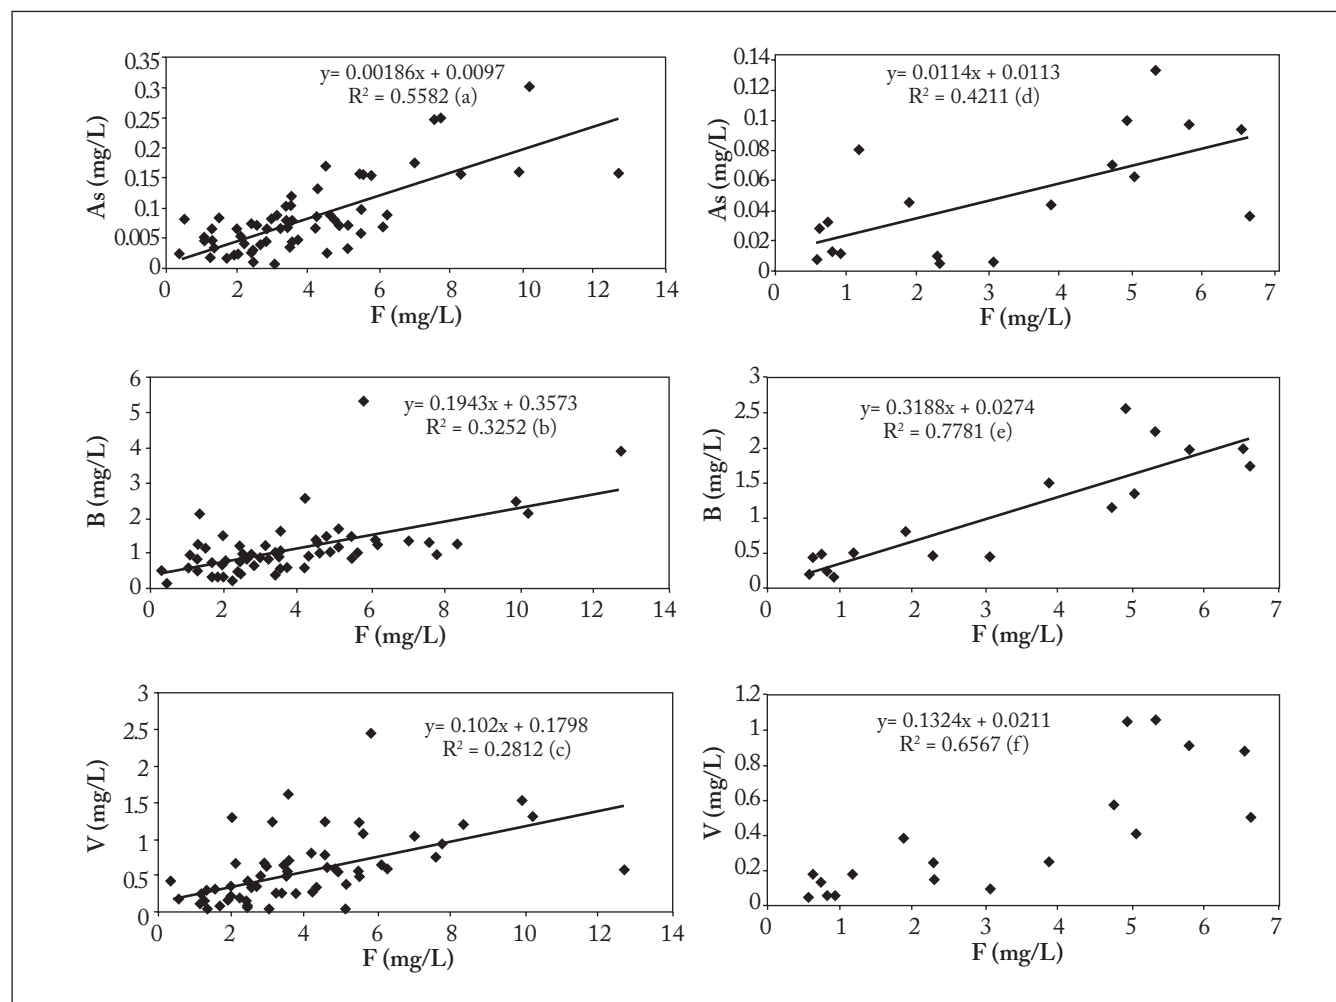 y= 0.00186x + 0.0097
R² = 0.5582 (a)
As (mg/L)
0.35
0.3
0.25
0.2
0.15
0.1
0.005
0
0 2 4 6 8 10 12 14
F (mg/L)
y= 0.0114x + 0.0113
R² = 0.4211 (d)
As (mg/L)
0.14
0.12
0.1
0.08
0.06
0.04
0.02
0
0 1 2 3 4 5 6 7
F (mg/L)
y= 0.1943x + 0.3573
R² = 0.3252 (b)
B (mg/L)
6
5
4
3
2
1
0
0 2 4 6 8 10 12 14
F (mg/L)
y= 0.3188x + 0.0274
R² = 0.7781 (e)
B (mg/L)
3
2.5
2
1.5
1
0.5
0
0 1 2 3 4 5 6 7
F (mg/L)
y= 0.102x + 0.1798
R² = 0.2812 (c)
V (mg/L)
3
2.5
2
1.5
1
0.5
0
0 2 4 6 8 10 12 14
F (mg/L)
y= 0.1324x + 0.0211
R² = 0.6567 (f)
V (mg/L)
1.2
1
0.8
0.6
0.4
0.2
0
0 1 2 3 4 5 6 7
F (mg/L)